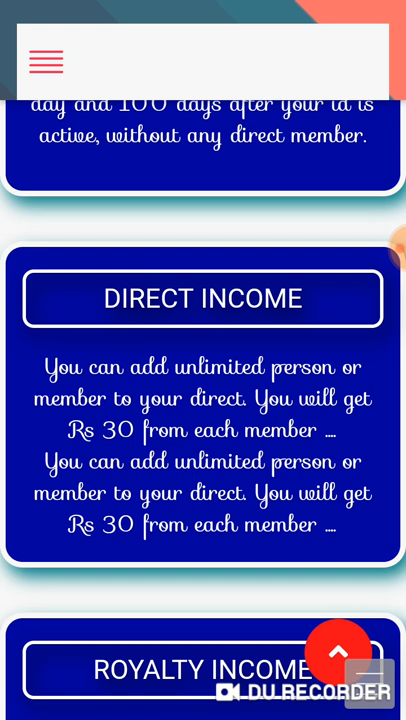 day and 100 days after your id is
active, without any direct member.
DIRECT INCOME
You can add unlimited person or
member to your direct. You will get
Rs 30 from each member ....
You can add unlimited person or
member to your direct. You will get
Rs 30 from each member ....
ROYALTY INCOME
DU RECORDER